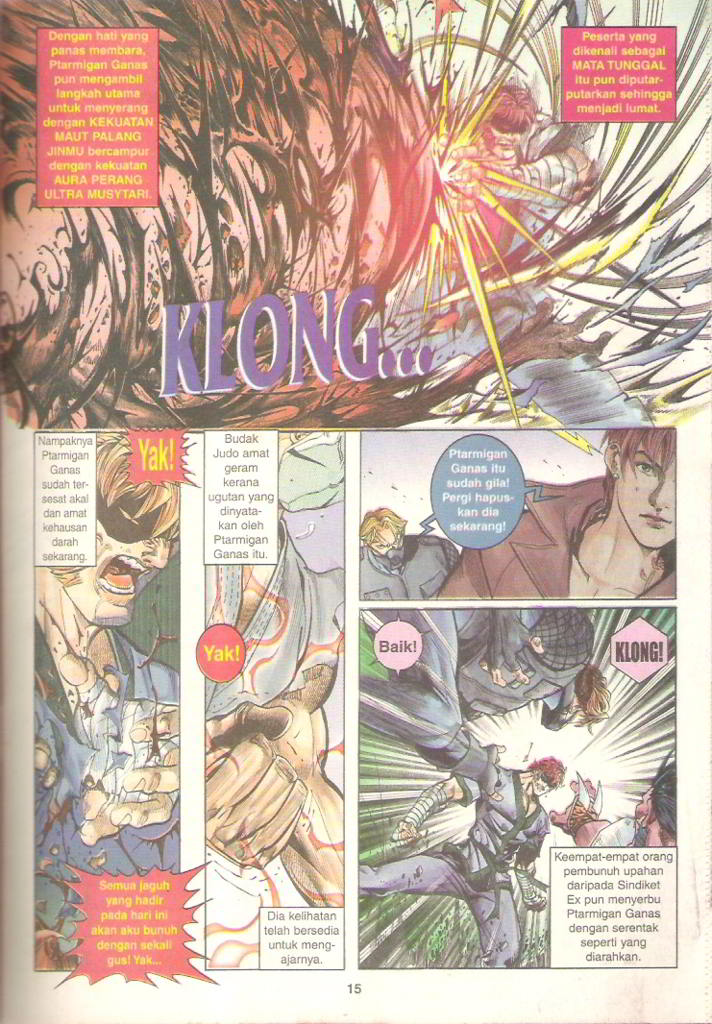 Dengan hati yang
panas membara,
Ptarmigan Ganas
pun mengambil
langkah utama
untuk menyerang
dengan KEKUATAN
MAUT PALANG
JINMU bercampur
dengan kekuatan
AURA PERANG
ULTRA MUSYTARI.
Peserta yang
dikenali sebagai
MATA TUNGGAL
itu pun diputar-
putarkan sehingga
menjadi lumat.
KLONG...
Nampaknya
Ptarmigan
Ganas
sudah ter-
sesat akal
dan amat
kehausan
darah
sekarang.
Yak!
Semua jaguh
yang hadir
pada hari ini
akan aku bunuh
dengan sekali
gus! Yak...
Budak
Judo amat
geram
kerana
ugutan yang
dinyata-
kan oleh
Ptarmigan
Ganas itu.
Yak!
Dia kelihatan
telah bersedia
untuk meng-
ajarnya.
Ptarmigan
Ganas itu
sudah gila!
Pergi hapus-
kan dia
sekarang!
Baik!
KLONG!
Keempat-empat orang
pembunuh upahan
daripada Sindiket
Ex pun menyerbu
Ptarmigan Ganas
dengan serentak
seperti yang
diarahkan.
15